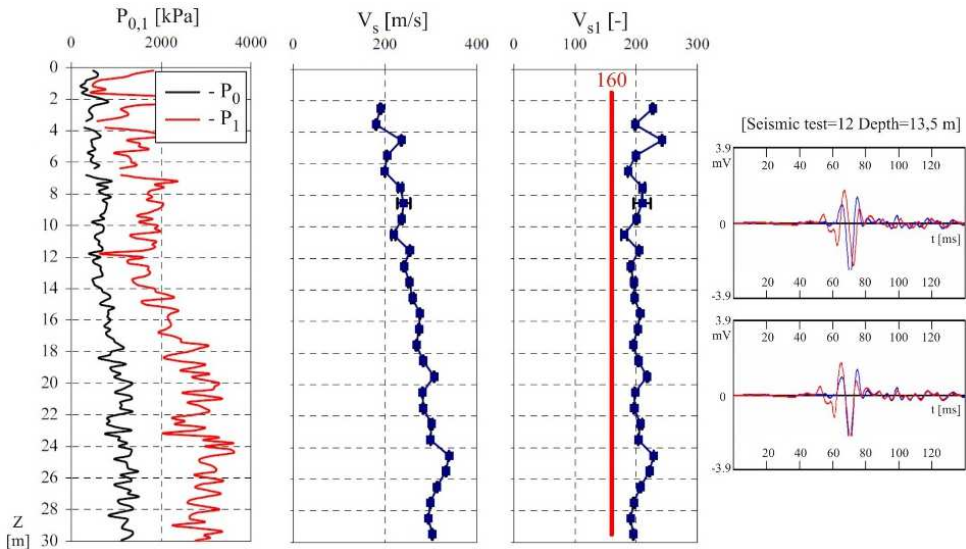 P0,1 [kPa]
0 2000 4000
0
2
4
6
8
10
12
14
16
18
20
22
24
26
28
30
Z
[m]
- P0
- P1
Vs [m/s]
0 200 400
Vs1 [-]
0 100 200 300
160
[Seismic test=12 Depth=13,5 m]
3.9
mV
0
-3.9
20 40 60 80 100 120
t [ms]
20 40 60 80 100 120
3.9
mV
0
-3.9
20 40 60 80 100 120
t [ms]
20 40 60 80 100 120